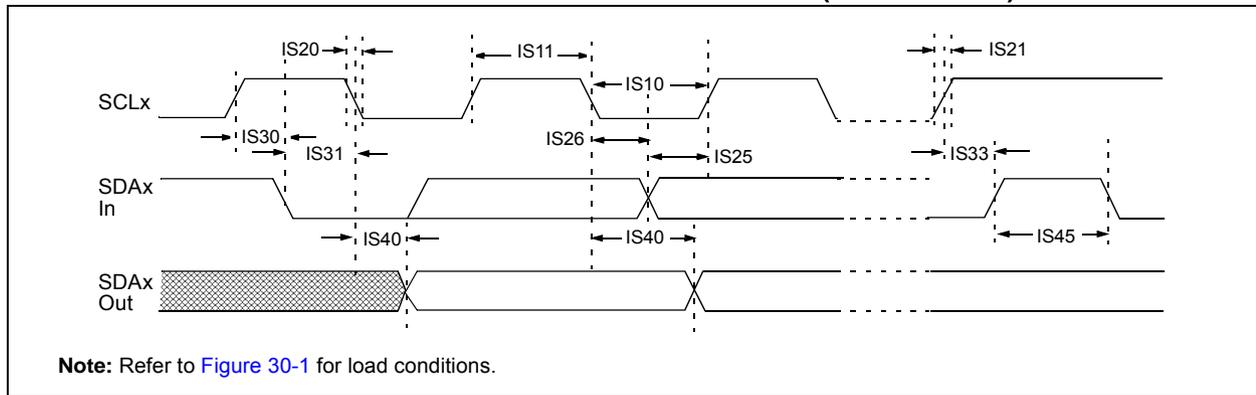 IS20
IS11
IS21
IS10
SCLx
IS30
IS31
IS26
IS25
IS33
SDAx
In
IS40
IS40
IS45
SDAx
Out
Note: Refer to Figure 30-1 for load conditions.